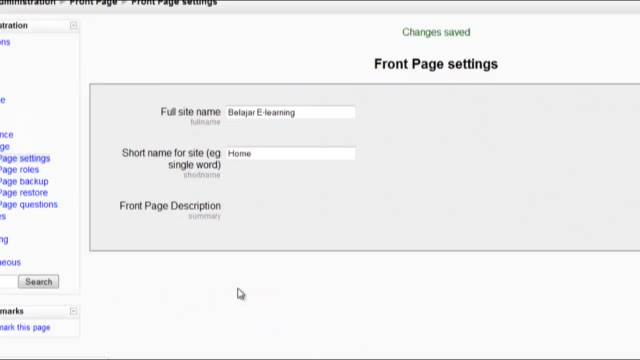 Front Page ► Front Page settings
Changes saved
Front Page settings
Full site name
fullname
Belajar E-learning
Short name for site (eg
single word)
shortname
Home
Front Page Description
summary
Page settings
Page roles
Page backup
Page restore
Page questions
Search
this page